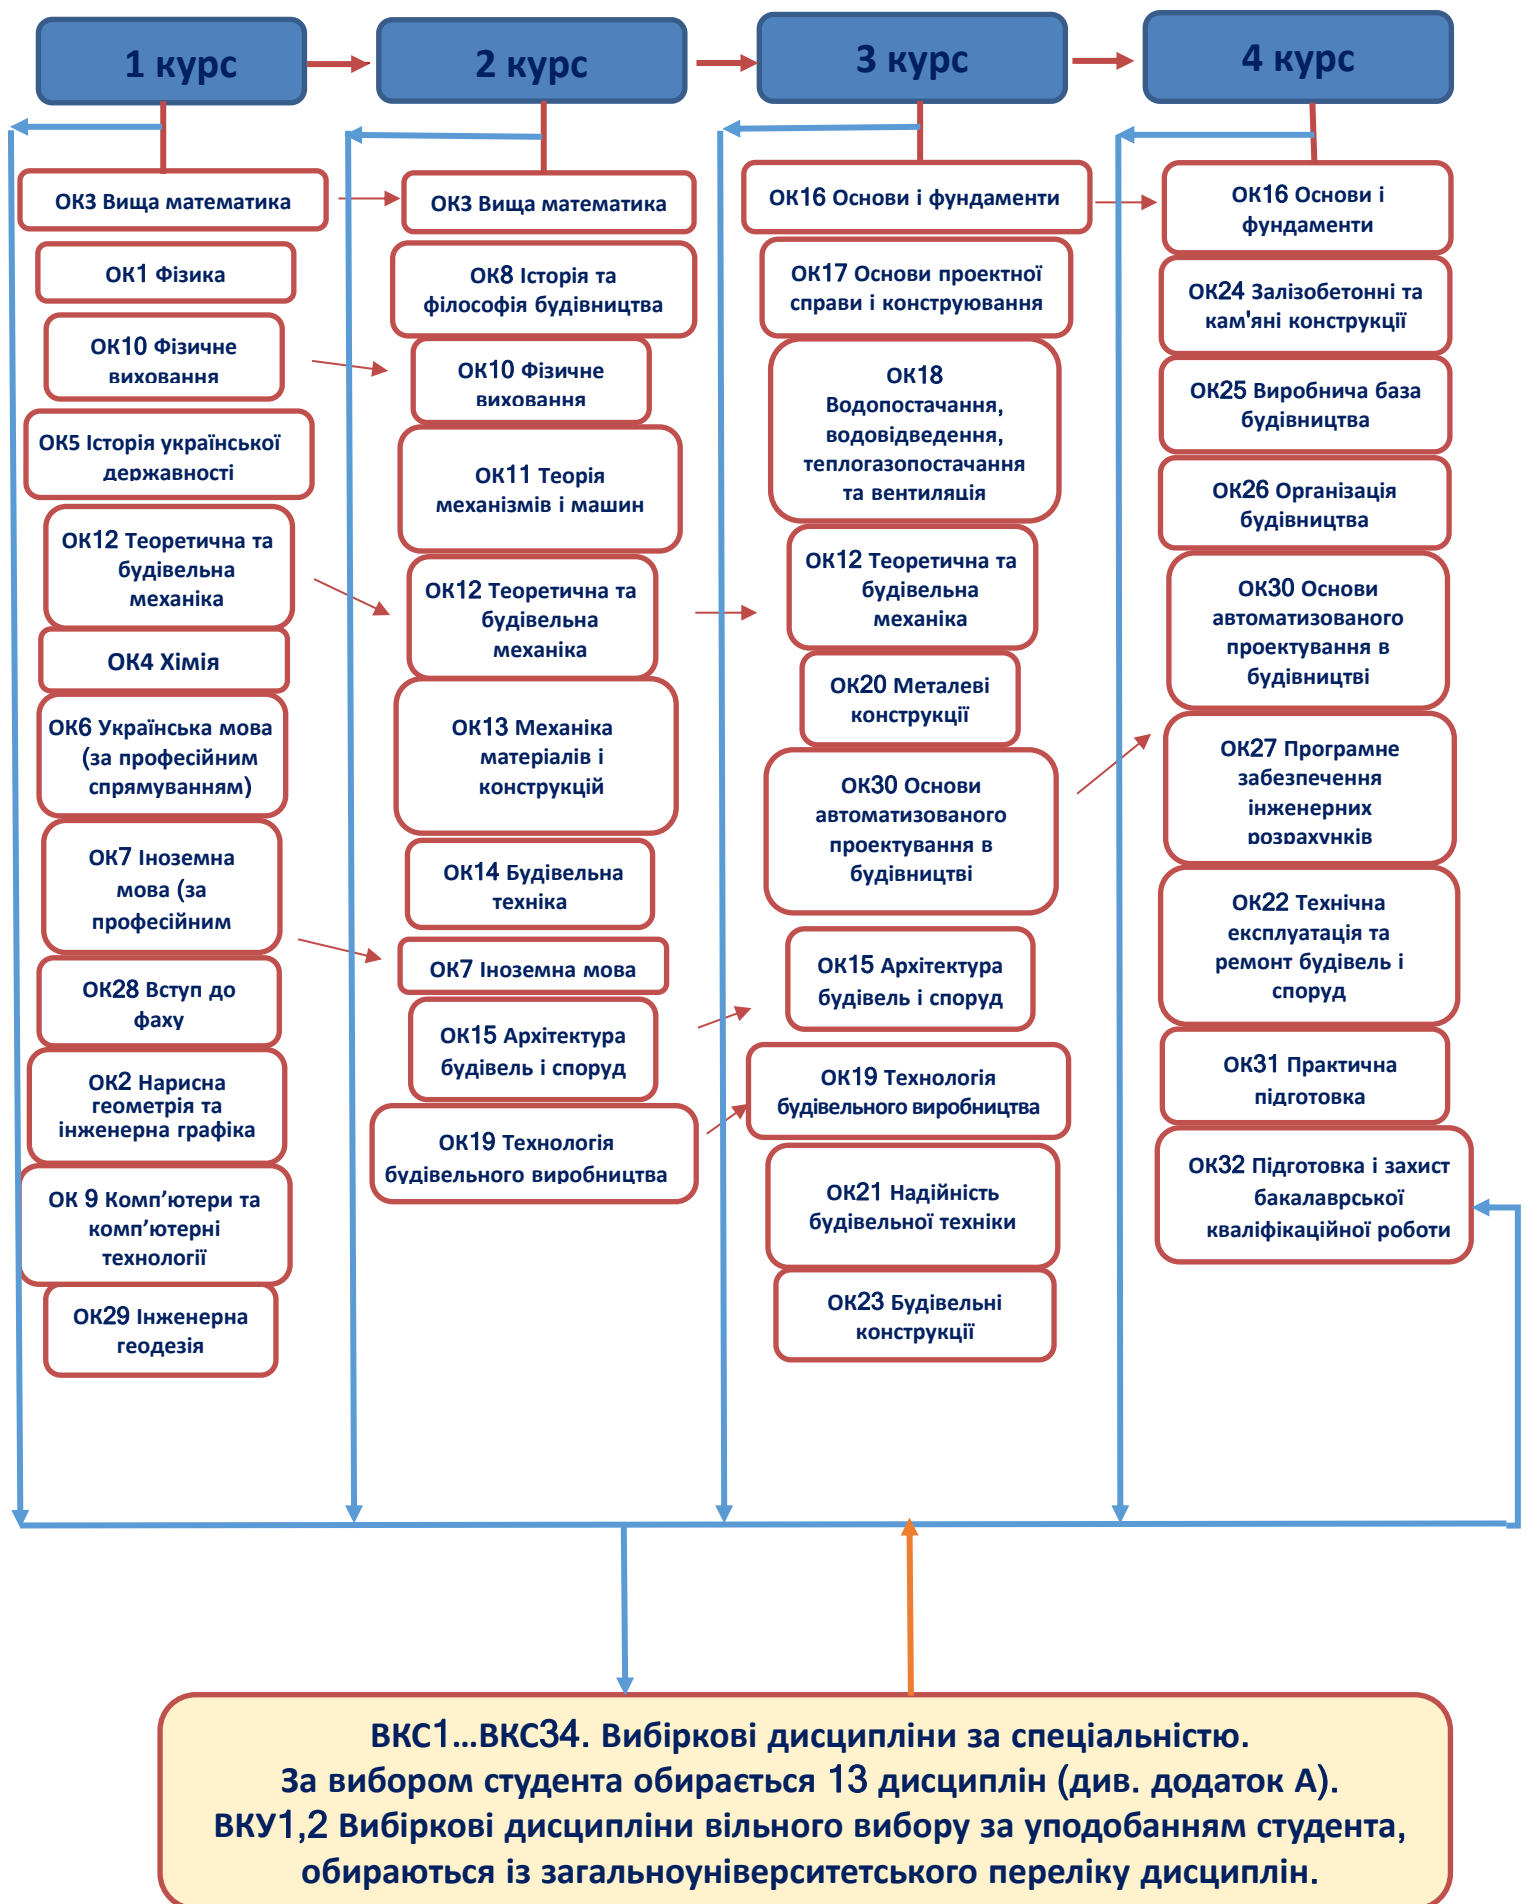 1 курс
2 курс
3 курс
4 курс
ОК3 Вища математика
ОК1 Фізика
ОК10 Фізичне
виховання
ОК5 Історія української
державності
ОК12 Теоретична та
будівельна
механіка
ОК4 Хімія
ОК6 Українська мова
(за професійним
спрямуванням)
ОК7 Іноземна
мова (за
професійним
ОК28 Вступ до
фаху
ОК2 Нарисна
геометрія та
інженерна графіка
ОК 9 Комп’ютери та
комп’ютерні
технології
ОК29 Інженерна
геодезія
ОК3 Вища математика
ОК8 Історія та
філософія будівництва
ОК10 Фізичне
виховання
ОК11 Теорія
механізмів і машин
ОК12 Теоретична та
будівельна
механіка
ОК13 Механіка
матеріалів і
конструкцій
ОК14 Будівельна
техніка
ОК7 Іноземна мова
ОК15 Архітектура
будівель і споруд
ОК19 Технологія
будівельного виробництва
ОК16 Основи і фундаменти
ОК17 Основи проектної
справи і конструювання
ОК18
Водопостачання,
водовідведення,
теплогазопостачання
та вентиляція
ОК12 Теоретична та
будівельна
механіка
ОК20 Металеві
конструкції
ОК30 Основи
автоматизованого
проектування в
будівництві
ОК15 Архітектура
будівель і споруд
ОК19 Технологія
будівельного виробництва
ОК21 Надійність
будівельної техніки
ОК23 Будівельні
конструкції
ОК16 Основи і
фундаменти
ОК24 Залізобетонні та
кам'яні конструкції
ОК25 Виробнича база
будівництва
ОК26 Організація
будівництва
ОК30 Основи
автоматизованого
проектування в
будівництві
ОК27 Програмне
забезпечення
інженерних
розрахунків
ОК22 Технічна
експлуатація та
ремонт будівель і
споруд
ОК31 Практична
підготовка
ОК32 Підготовка і захист
бакалаврської
кваліфікаційної роботи
ВКС1...ВКС34. Вибіркові дисципліни за спеціальністю.
За вибором студента обирається 13 дисциплін (див. додаток А).
ВКУ1,2 Вибіркові дисципліни вільного вибору за уподобанням студента,
обираються із загальноуніверситетського переліку дисциплін.